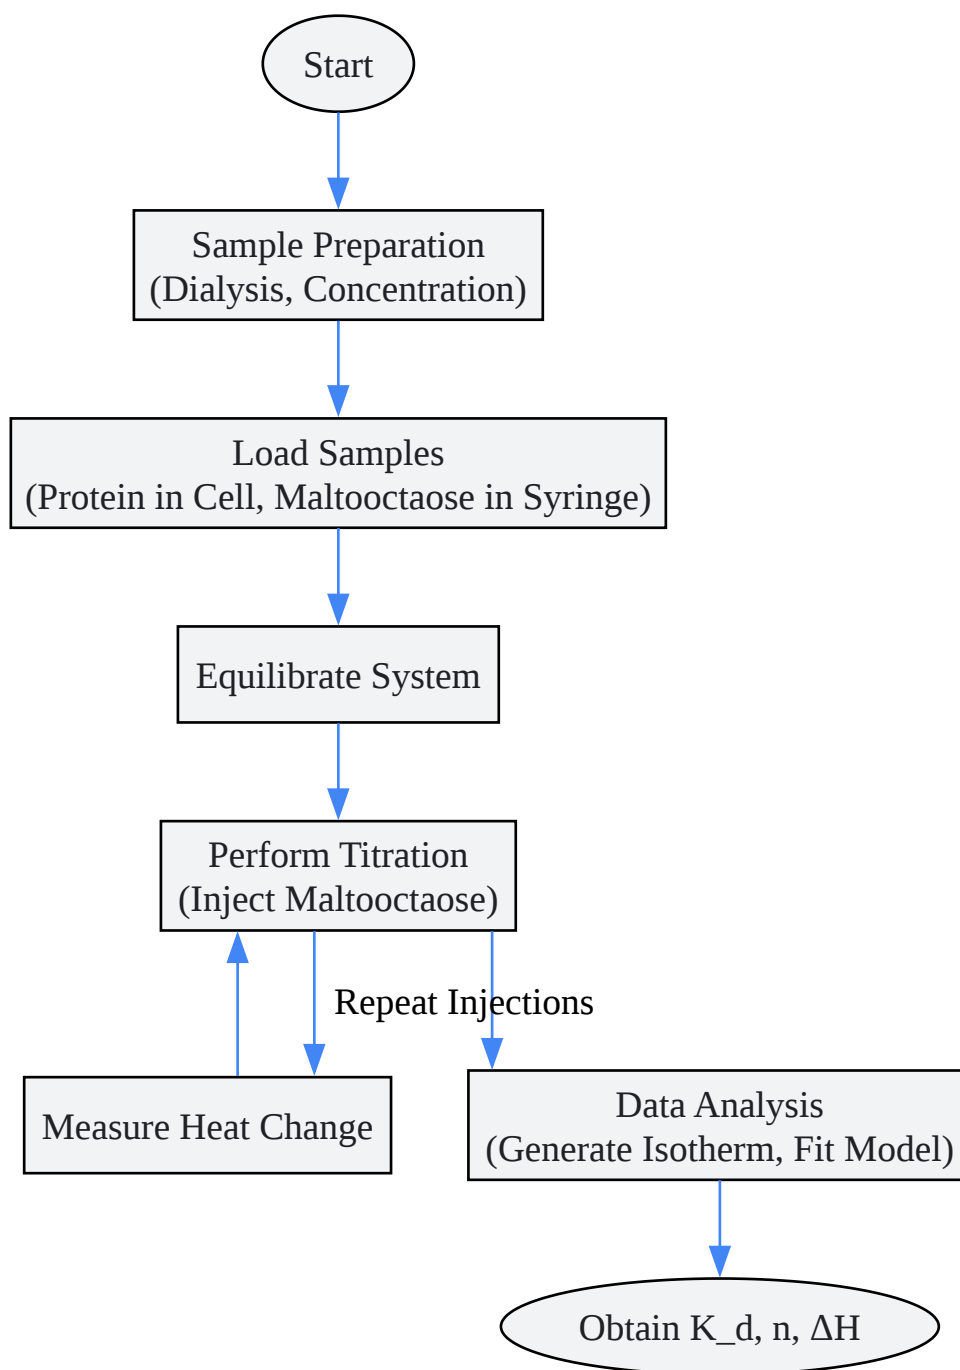 Start
Sample Preparation
(Dialysis, Concentration)
Load Samples
(Protein in Cell, Maltooctaose in Syringe)
Equilibrate System
Perform Titration
(Inject Maltooctaose)
Repeat Injections
Measure Heat Change
Data Analysis
(Generate Isotherm, Fit Model)
Obtain K_d, n, ΔH